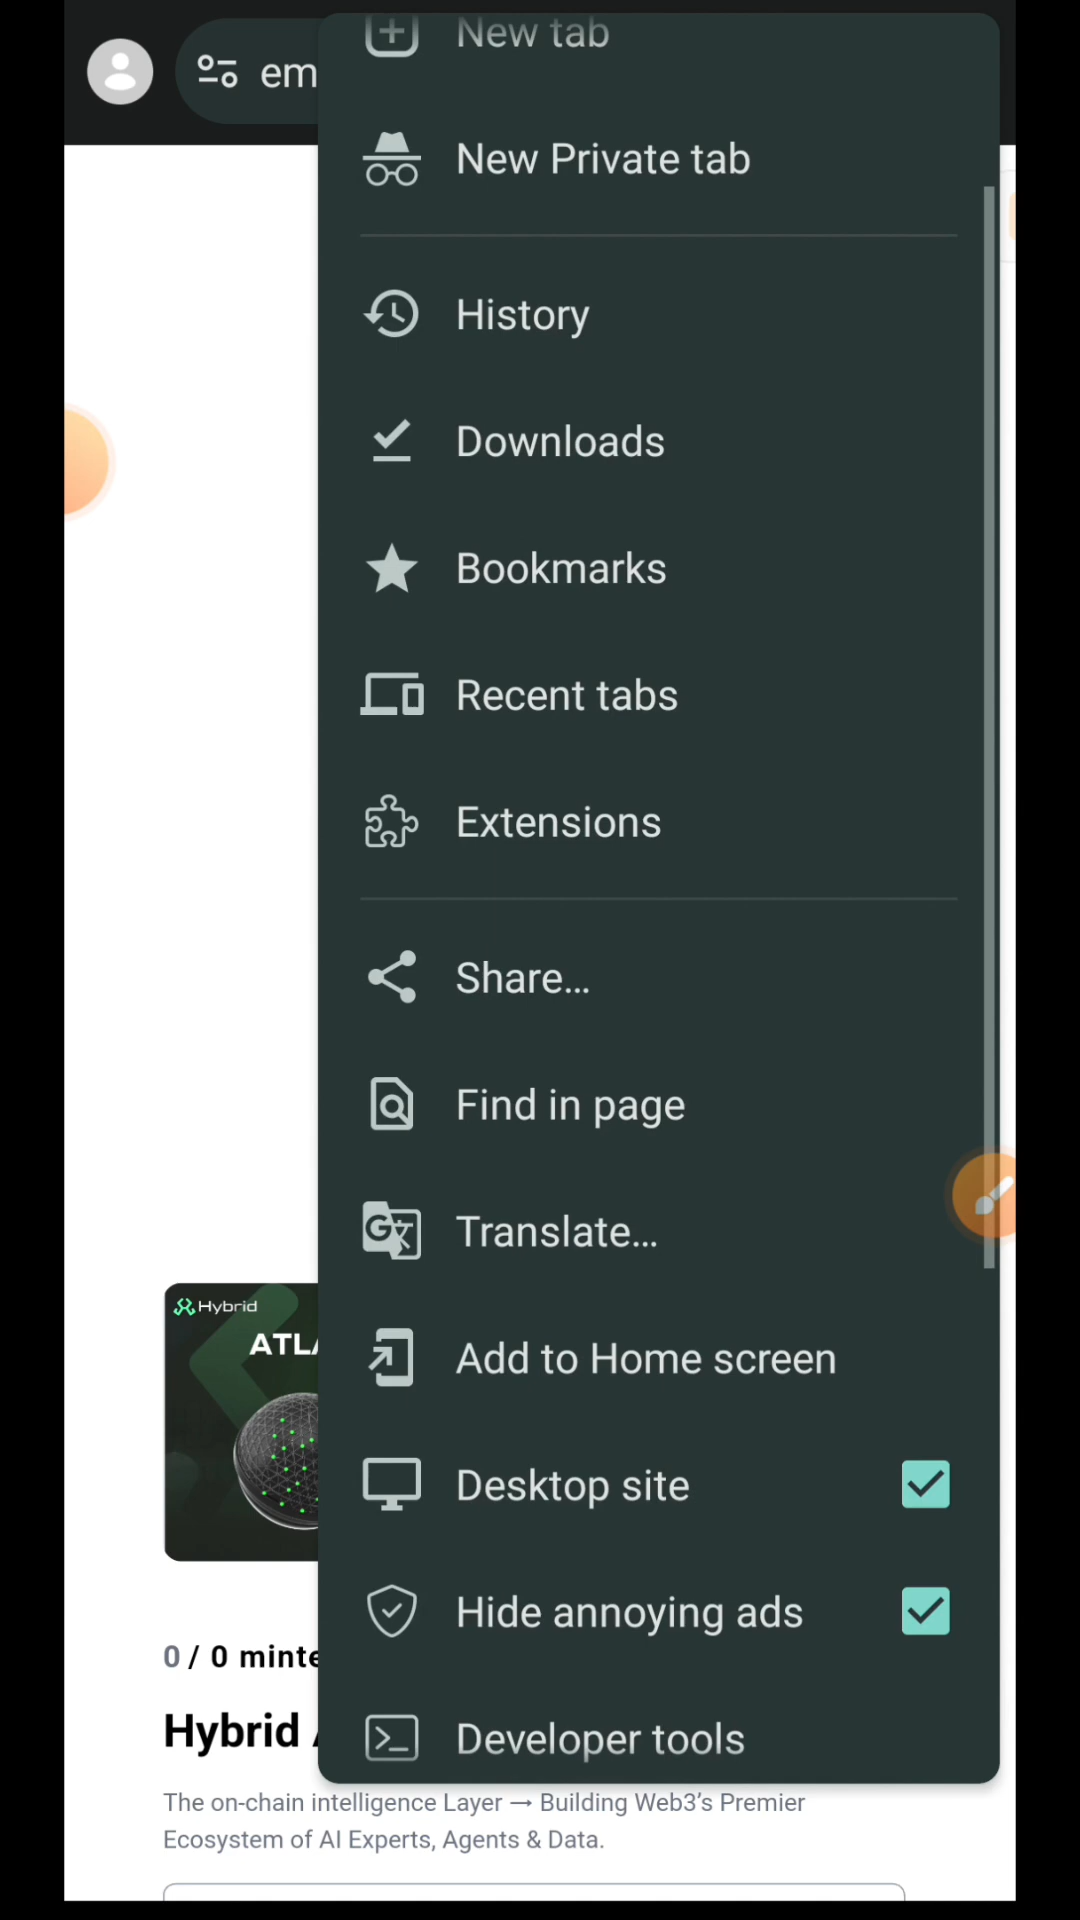 New tab
em
New Private tab
History
Downloads
Bookmarks
Recent tabs
Extensions
Share...
Find in page
Translate...
Add to Home screen
Desktop site
Hide annoying ads
Developer tools
Hybrid
ATLA
0 / 0 minte
Hybrid
The on-chain intelligence Layer → Building Web3’s Premier
Ecosystem of AI Experts, Agents & Data.